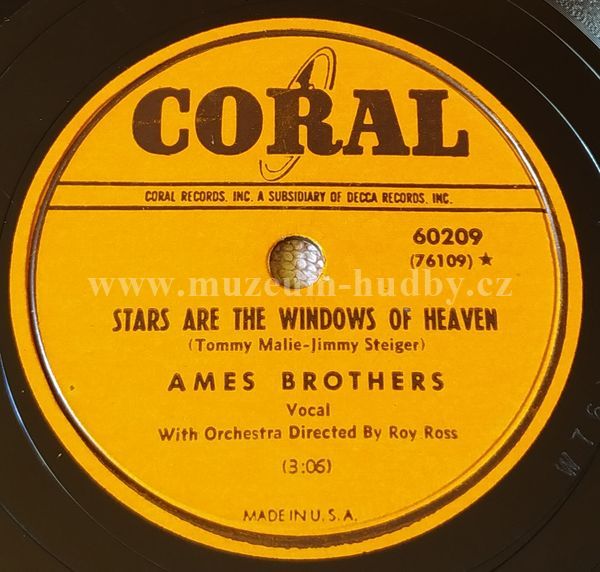 CORAL
CORAL RECORDS, INC. A SUBSIDIARY OF DECCA RECORDS, INC.
60209
(76109) ★
www.muzeum-hudby.cz
STARS ARE THE WINDOWS OF HEAVEN
(Tommy Malie-Jimmy Steiger)
AMES BROTHERS
Vocal
With Orchestra Directed By Roy Ross
(3:06)
MADE IN U. S. A.